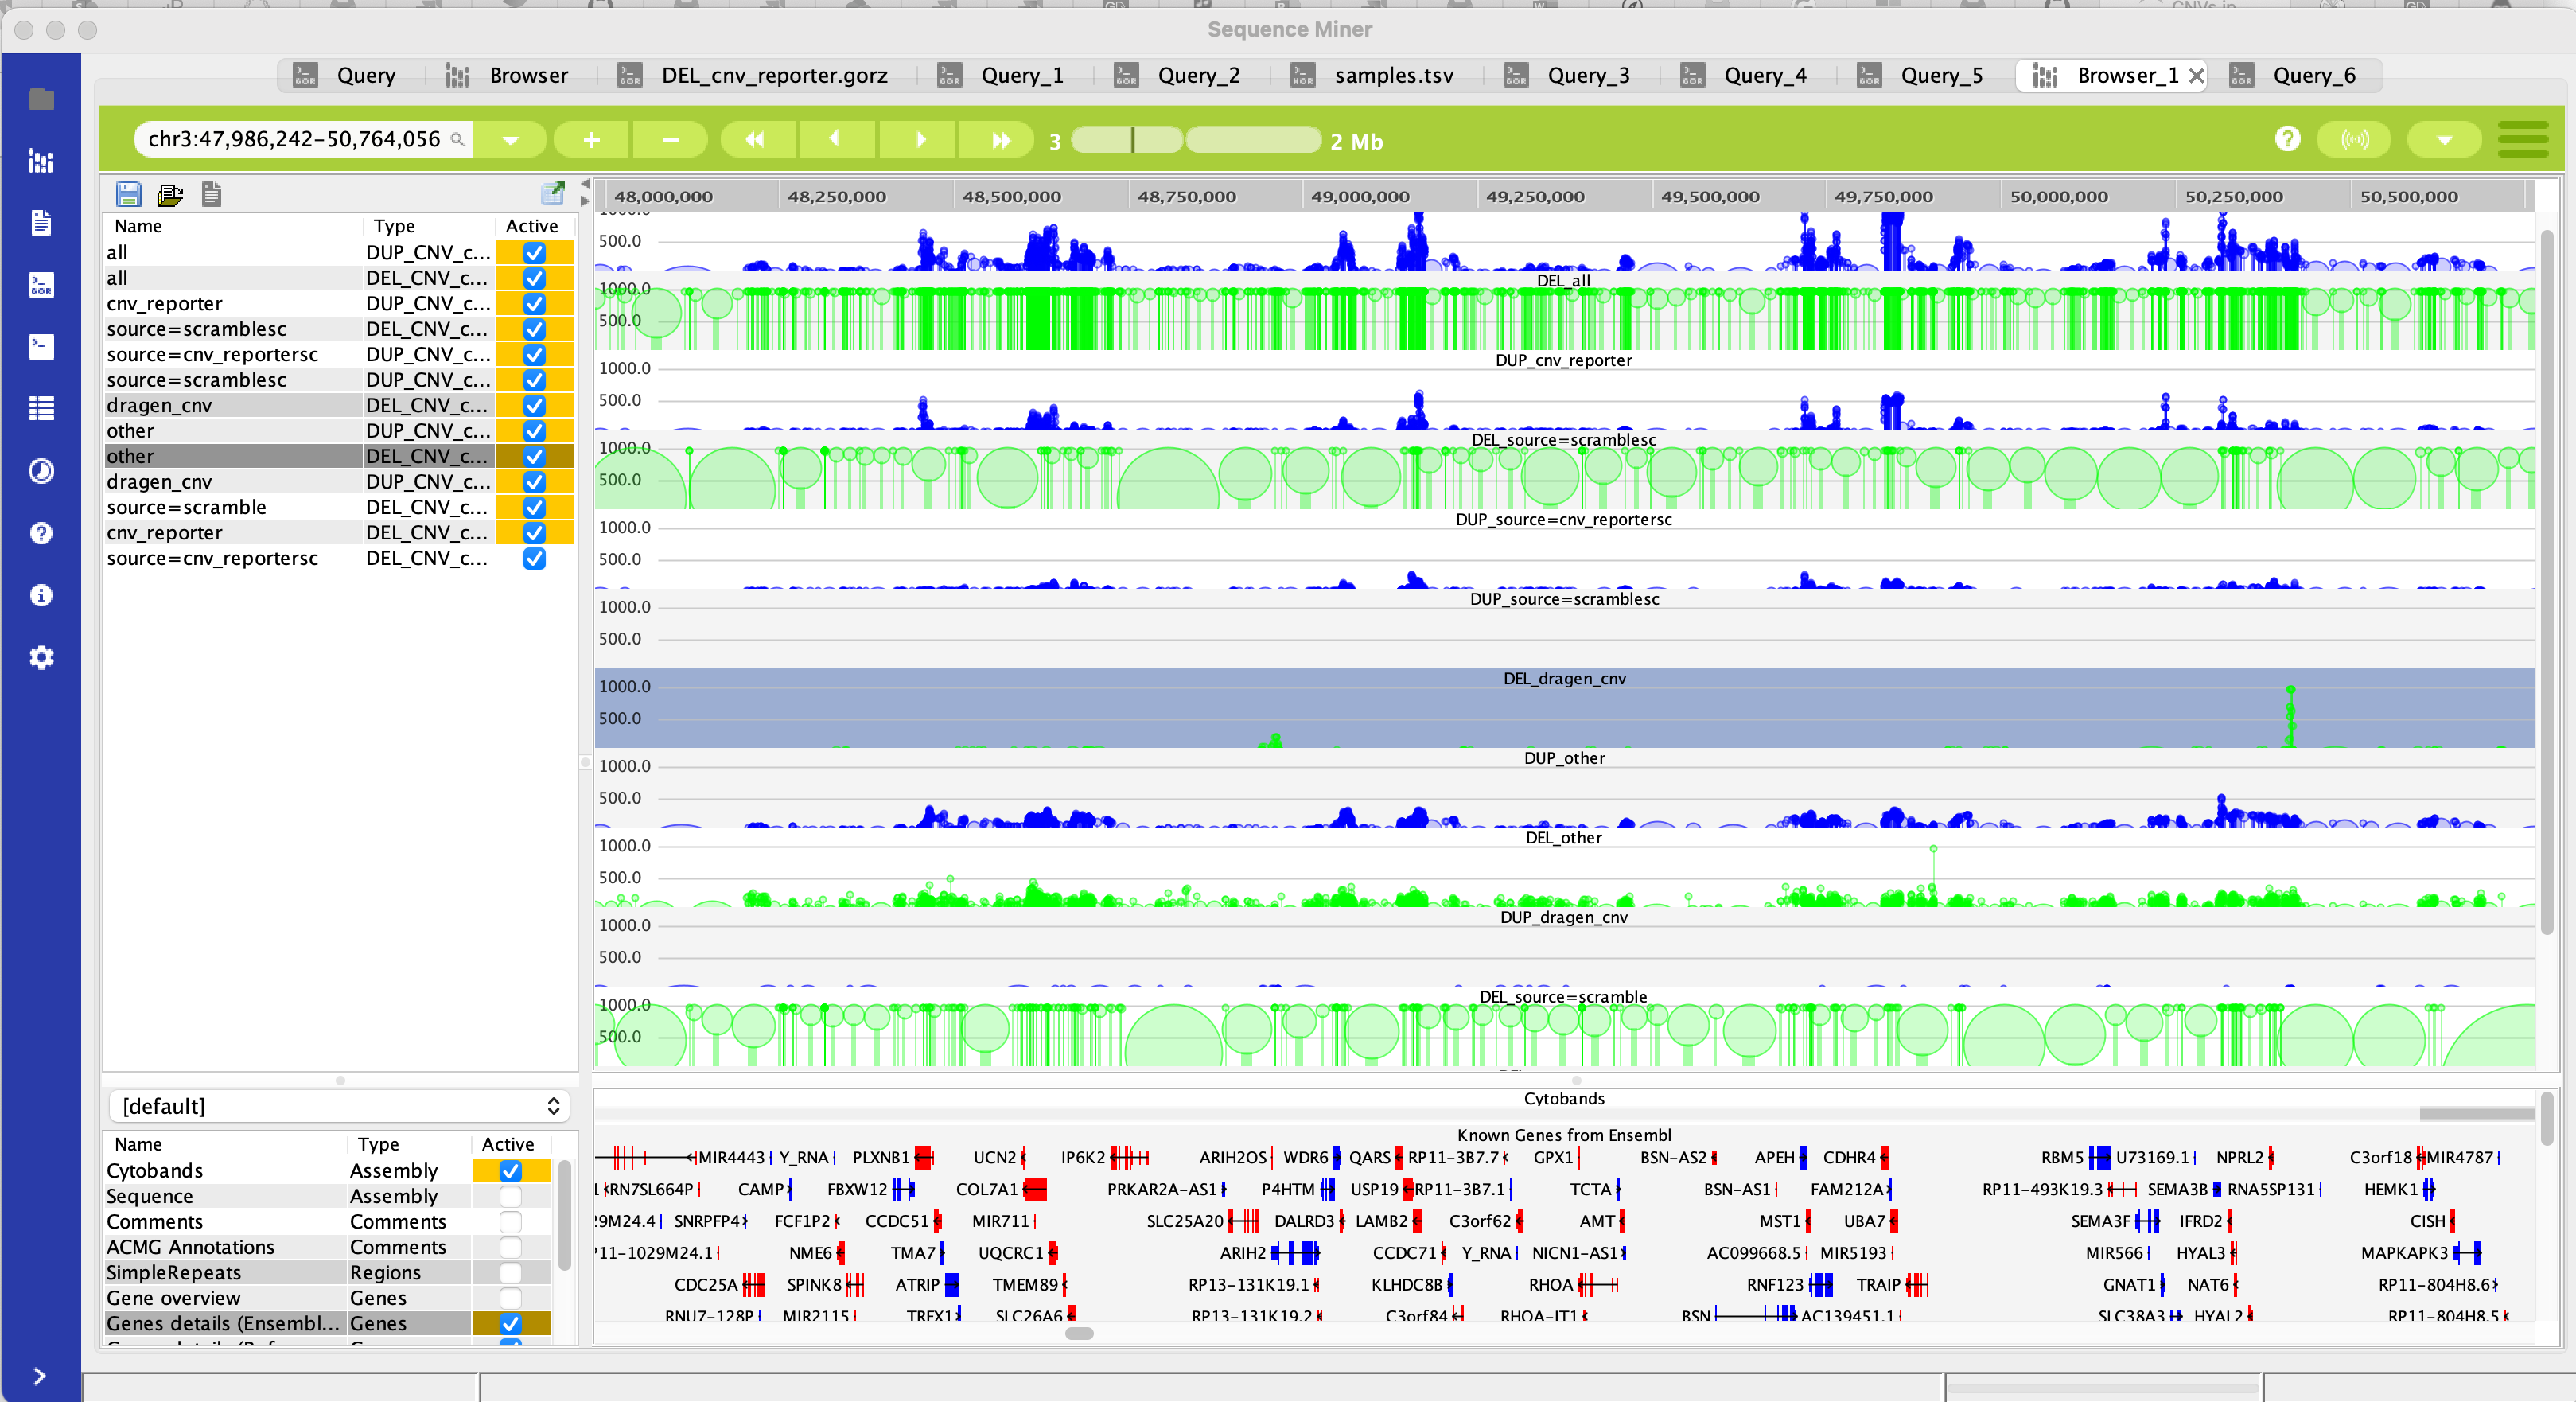 Sequence Miner
Query
Browser
DEL_cnv_reporter.gorz
Query_1
Query_2
samples.tsv
Query_3
Query_4
Query_5
Browser_1
Query_6
chr3:47,986,242-50,764,056
3
2 Mb
Name Type Active
all DUP_CNV_c...
all DEL_CNV_c...
cnv_reporter DUP_CNV_c...
source=scramblesc DEL_CNV_c...
source=cnv_reportersc DUP_CNV_c...
source=scramblesc DUP_CNV_c...
dragen_cnv DEL_CNV_c...
other DUP_CNV_c...
other DEL_CNV_c...
dragen_cnv DUP_CNV_c...
source=scramble DEL_CNV_c...
cnv_reporter DEL_CNV_c...
source=cnv_reportersc DEL_CNV_c...
48,000,000 48,250,000 48,500,000 48,750,000 49,000,000 49,250,000 49,500,000 49,750,000 50,000,000 50,250,000 50,500,000
1000.0
500.0
DEL_all
1000.0
500.0
DUP_cnv_reporter
1000.0
500.0
DEL_source=scramblesc
1000.0
500.0
DUP_source=cnv_reportersc
1000.0
500.0
DUP_source=scramblesc
1000.0
500.0
DEL_dragen_cnv
1000.0
500.0
DUP_other
1000.0
500.0
DEL_other
1000.0
500.0
DUP_dragen_cnv
1000.0
500.0
DEL_source=scramble
1000.0
500.0
[default]
Name Type Active
Cytobands Assembly
Sequence Assembly
Comments Comments
ACMG Annotations Comments
SimpleRepeats Regions
Gene overview Genes
Genes details (Ensembl... Genes
Cytobands
Known Genes from Ensembl
MIR4443 Y_RNA PLXNB1 UCN2 IP6K2 ARIH2OS WDR6 QARS RP11-3B7.7 GPX1 BSN-AS2 APEH CDHR4 RBM5 U73169.1 NPRL2 C3orf18 MIR4787
RN7SL664P CAMP FBXW12 COL7A1 PRKAR2A-AS1 P4HTM USP19 RP11-3B7.1 TCTA BSN-AS1 FAM212A RP11-493K19.3 SEMA3B RNA5SP131 HEMK1
9M24.4 SNRPFP4 FCF1P2 CCDC51 MIR711 SLC25A20 DALRD3 LAMB2 C3orf62 AMT MST1 UBA7 SEMA3F IFRD2 CISH
11-1029M24.1 NME6 TMA7 UQCRC1 ARIH2 CCDC71 Y_RNA NICN1-AS1 AC099668.5 MIR5193 MIR566 HYAL3 MAPKAPK3
CDC25A SPINK8 ATRIP TMEM89 RP13-131K19.1 KLHDC8B RHOA RNF123 TRAIP GNAT1 NAT6 RP11-804H8.6
RNU7-128P MIR2115 TREX1 SLC26A6 RP13-131K19.2 C3orf84 RHOA-IT1 BSN AC139451.1 SLC38A3 HYAL2 RP11-804H8.5